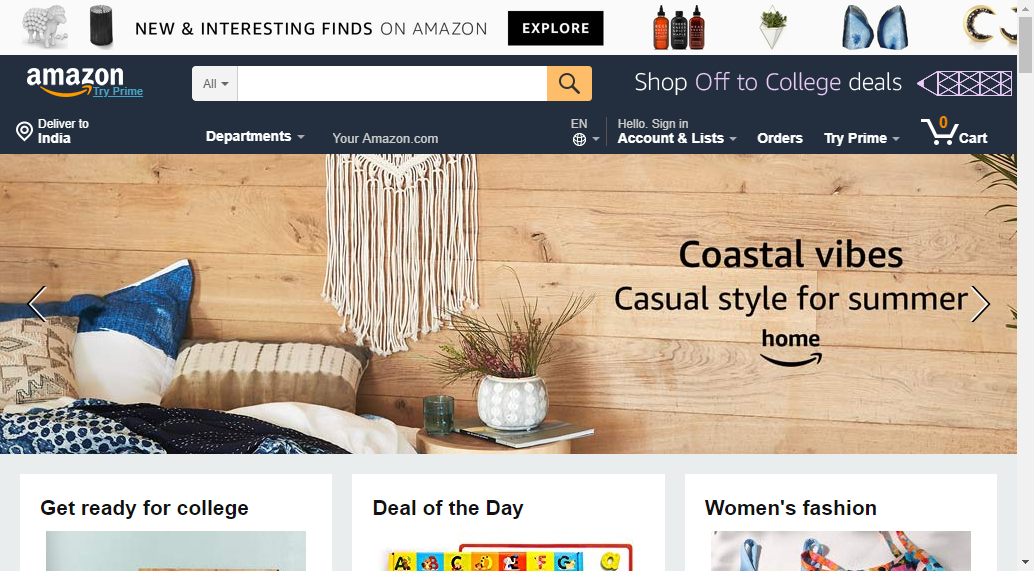 NEW & INTERESTING FINDS ON AMAZON EXPLORE
amazon
Try Prime
All
Shop Off to College deals
Deliver to
India
Departments
Your Amazon.com
EN
Hello. Sign in
Account & Lists
Orders
Try Prime
0
Cart
Coastal vibes
Casual style for summer
home
Get ready for college
Deal of the Day
Women's fashion
A B C D E F G